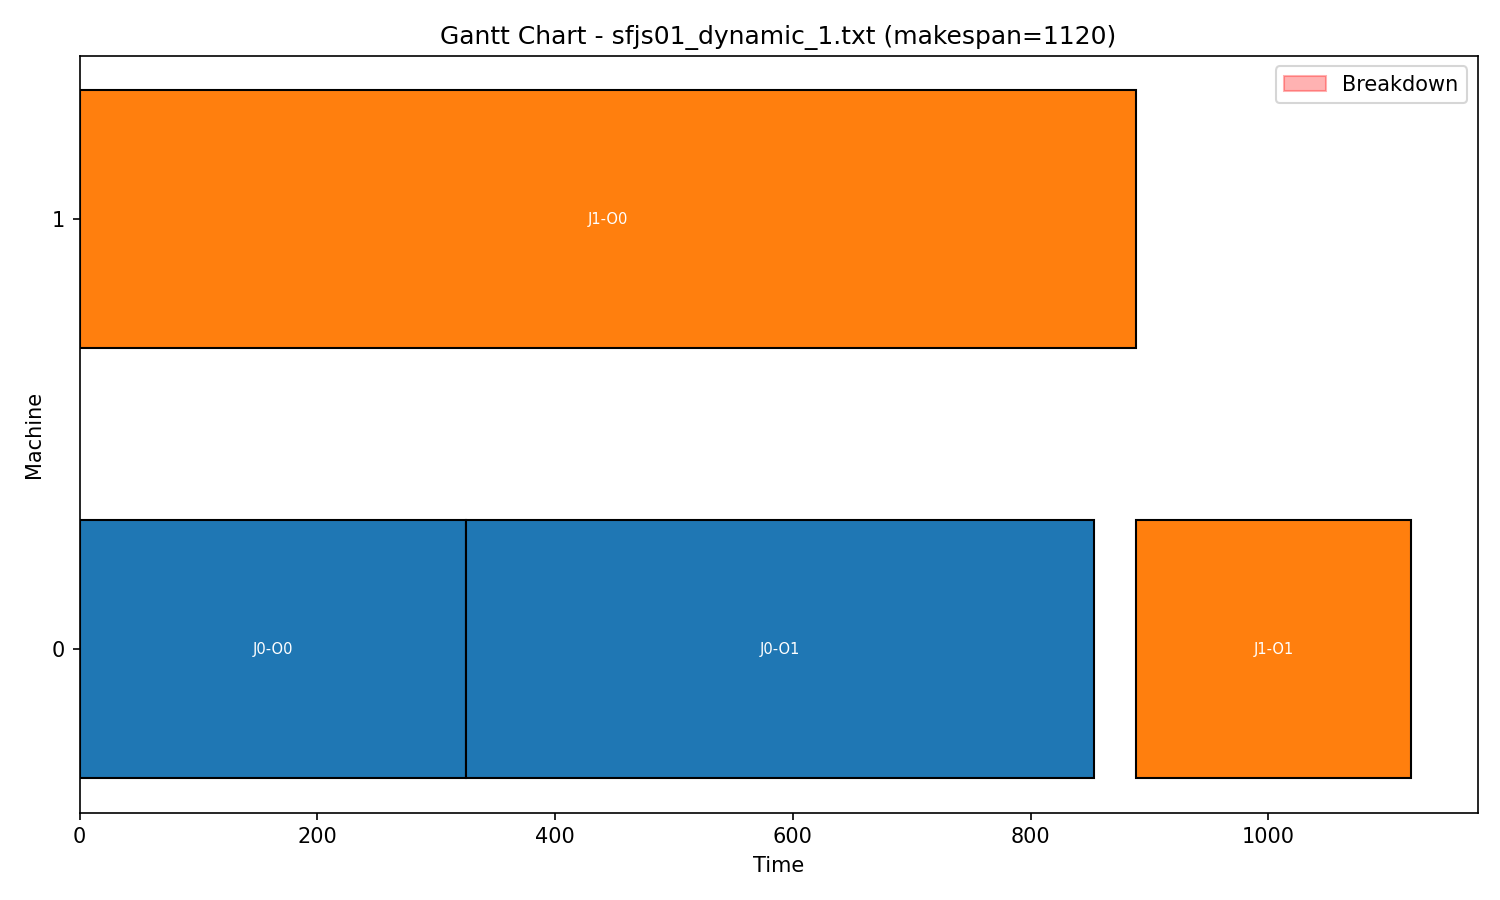 Gantt Chart - sfjs01_dynamic_1.txt (makespan=1120)
Breakdown
J1-O0
1
Machine
J0-O0
J0-O1
J1-O1
0
0
200
400
600
800
1000
Time